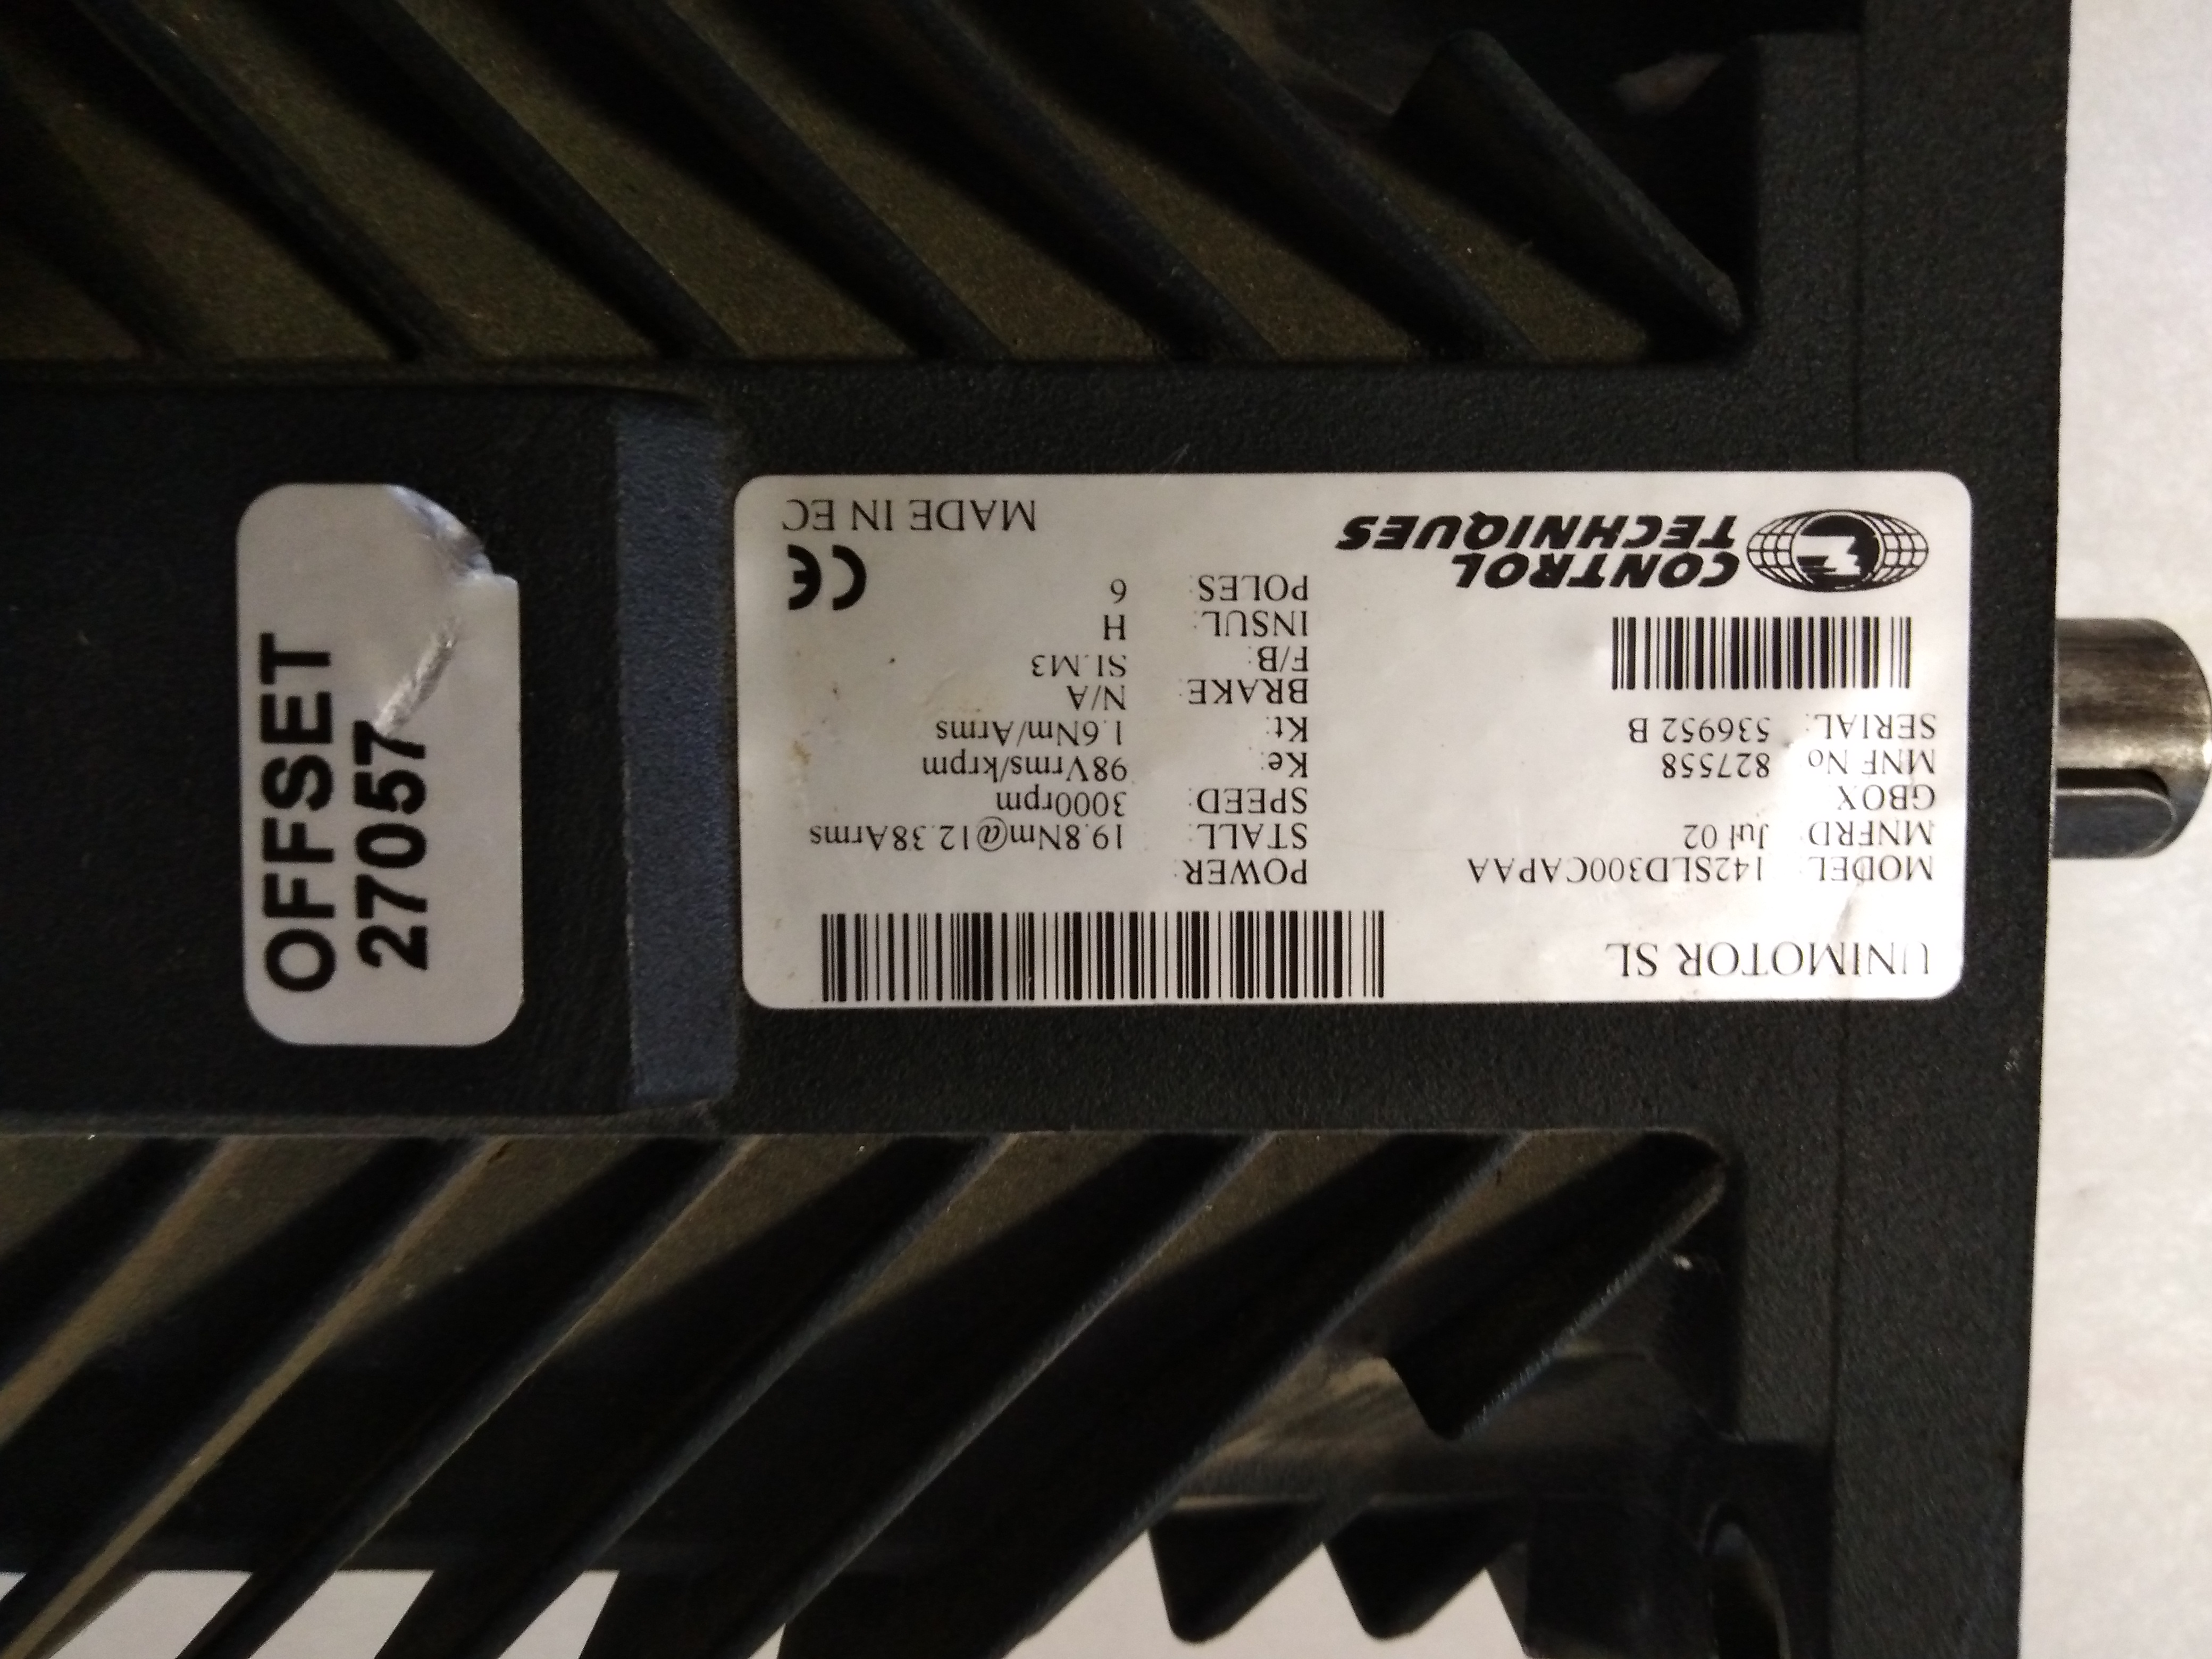 UNIMOTOR SL
MODEL: 142SLD300CAPAA
MNFRD: Jul 02
GBOX
MNF No 827558
SERIAL: 536952 B
CONTROL
TECHNIQUES
POWER:
STALL: 19.8Nm@12.38Arms
SPEED: 3000rpm
Ke: 98Vrms/krpm
Kt: 1.6Nm/Arms
BRAKE: N/A
F/B: SLM3
INSUL: H
POLES: 6
CE
MADE IN EC
OFFSET
27057